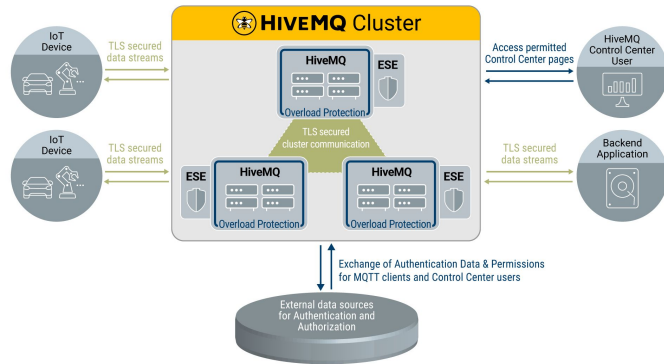 HIVEMQ Cluster
IoT
Device
TLS secured
data streams
HiveMQ
ESE
Overload Protection
Access permitted
Control Center pages
HiveMQ
Control Center
User
TLS secured
cluster communication
IoT
Device
TLS secured
data streams
ESE
HiveMQ
Overload Protection
HiveMQ
ESE
Overload Protection
TLS secured
data streams
Backend
Application
Exchange of Authentication Data & Permissions
for MQTT clients and Control Center users
External data sources
for Authentication and
Authorization